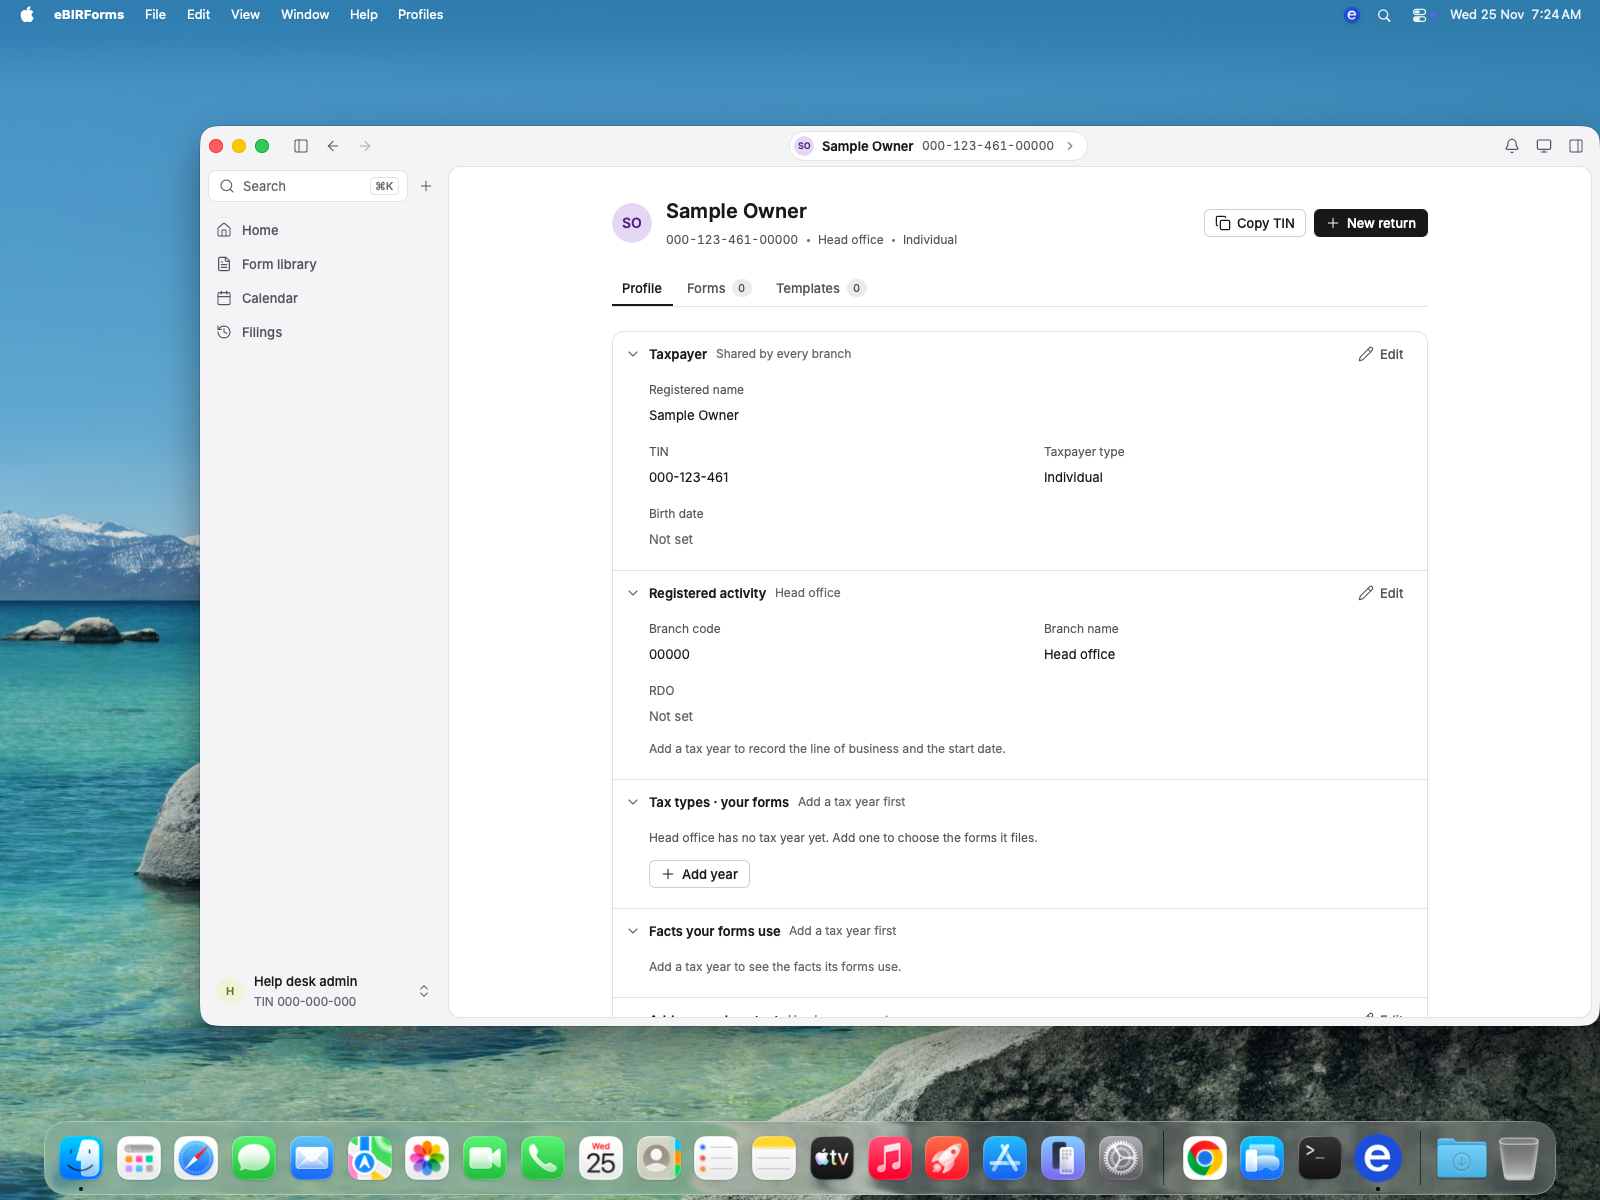 eBIRForms File Edit View Window Help Profiles
e
Wed 25 Nov 7:24 AM
SO Sample Owner 000-123-461-00000
Search ⌘K
Home
Form library
Calendar
Filings
SO
Sample Owner
000-123-461-00000 • Head office • Individual
Copy TIN
New return
Profile Forms 0 Templates 0
Taxpayer Shared by every branch Edit
Registered name
Sample Owner
TIN Taxpayer type
000-123-461 Individual
Birth date
Not set
Registered activity Head office Edit
Branch code Branch name
00000 Head office
RDO
Not set
Add a tax year to record the line of business and the start date.
Tax types · your forms Add a tax year first
Head office has no tax year yet. Add one to choose the forms it files.
Add year
Facts your forms use Add a tax year first
Add a tax year to see the facts its forms use.
Edit
H
Help desk admin
TIN 000-000-000
Wed
25
tv
>_
e